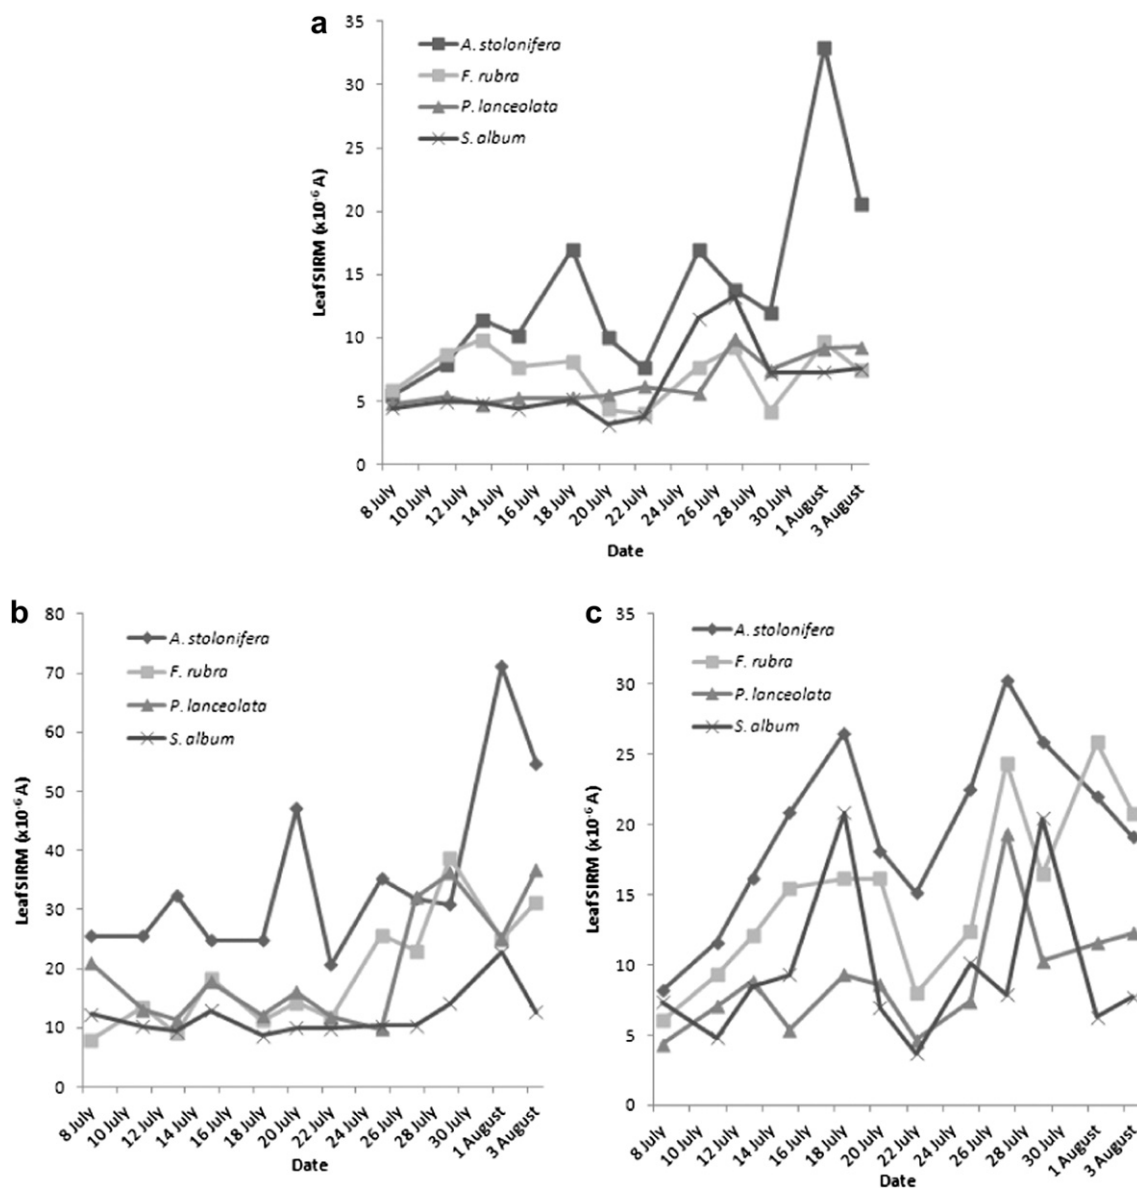 a
35
30
25
20
15
10
5
0
Leaf SIRM (x10⁻⁶ A)
A. stolonifera
F. rubra
P. lanceolata
S. album
8 July
10 July
12 July
14 July
16 July
18 July
20 July
22 July
24 July
26 July
28 July
30 July
1 August
3 August
Date
b
80
70
60
50
40
30
20
10
0
Leaf SIRM (x10⁻⁶ A)
A. stolonifera
F. rubra
P. lanceolata
S. album
8 July
10 July
12 July
14 July
16 July
18 July
20 July
22 July
24 July
26 July
28 July
30 July
1 August
3 August
Date
c
35
30
25
20
15
10
5
0
Leaf SIRM (x10⁻⁶ A)
A. stolonifera
F. rubra
P. lanceolata
S. album
8 July
10 July
12 July
14 July
16 July
18 July
20 July
22 July
24 July
26 July
28 July
30 July
1 August
3 August
Date